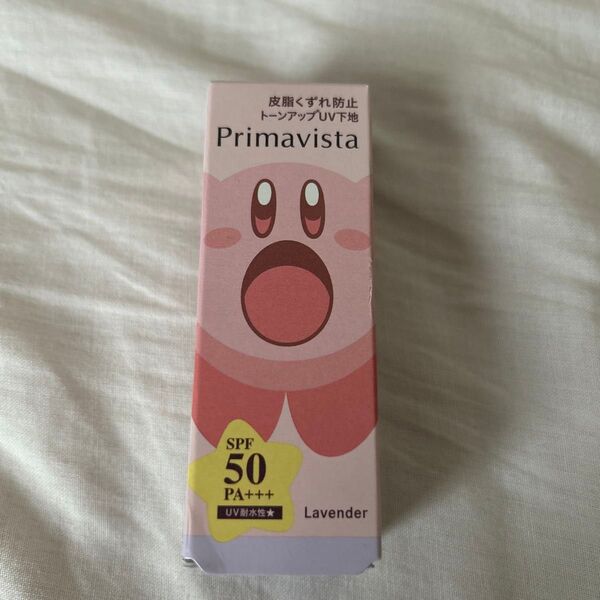 皮脂くずれ防止
トーンアップUV下地
Primavista
SPF
50
PA+++
UV耐水性★
Lavender